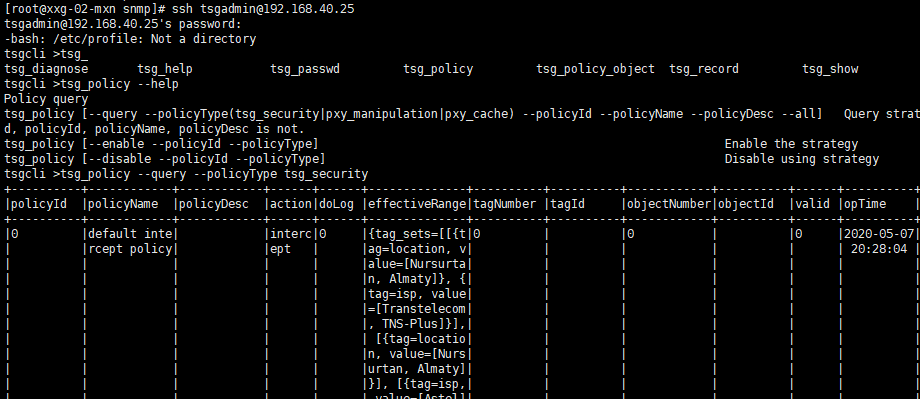 [root@xxg-02-mxn snmp]# ssh tsgadmin@192.168.40.25
tsgadmin@192.168.40.25's password:
-bash: /etc/profile: Not a directory
tsgcli >tsg_
tsg_diagnose tsg_help tsg_passwd tsg_policy tsg_policy_object tsg_record tsg_show
tsgcli >tsg_policy --help
Policy query
tsg_policy [--query --policyType(tsg_security|pxy_manipulation|pxy_cache) --policyId --policyName --policyDesc --all] Query strat
d, policyId, policyName, policyDesc is not.
tsg_policy [--enable --policyId --policyType] Enable the strategy
tsg_policy [--disable --policyId --policyType] Disable using strategy
tsgcli >tsg_policy --query --policyType tsg_security
+----------+------------+------------+------+------+--------------+----------+----------+------------+----------+------+----------
|policyId |policyName |policyDesc |action|doLog |effectiveRange|tagNumber |tagId |objectNumber|objectId |valid |opTime
+----------+------------+------------+------+------+--------------+----------+----------+------------+----------+------+----------
|0 |default inte| |interc|0 |{tag_sets=[[{t|0 | |0 | |0 |2020-05-07
| |rcept policy| |ept | |ag=location, v| | | | | | 20:28:04
| | | | | |alue=[Nursurta| | | | | |
| | | | | |n, Almaty]}, {| | | | | |
| | | | | |tag=isp, value| | | | | |
| | | | | |=[Transtelecom| | | | | |
| | | | | |, TNS-Plus]}],| | | | | |
| | | | | | [{tag=locatio| | | | | |
| | | | | |n, value=[Nurs| | | | | |
| | | | | |urtan, Almaty]| | | | | |
| | | | | |}], [{tag=isp,| | | | | |
| | | | | | value=[Astel]| | | | | |